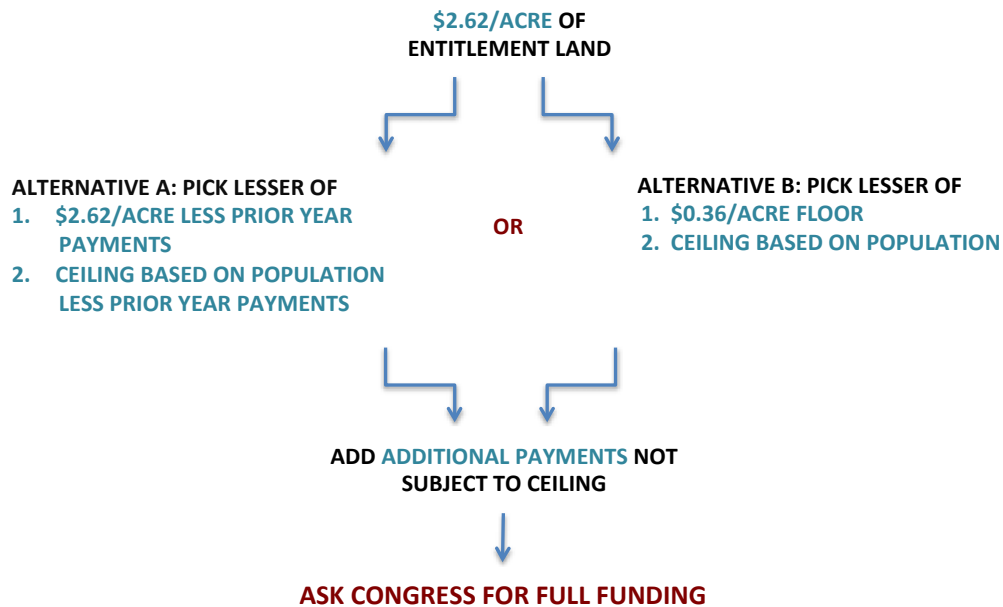 $2.62/ACRE OF
ENTITLEMENT LAND
ALTERNATIVE A: PICK LESSER OF
1. $2.62/ACRE LESS PRIOR YEAR
PAYMENTS
2. CEILING BASED ON POPULATION
LESS PRIOR YEAR PAYMENTS
OR
ALTERNATIVE B: PICK LESSER OF
1. $0.36/ACRE FLOOR
2. CEILING BASED ON POPULATION
ADD ADDITIONAL PAYMENTS NOT
SUBJECT TO CEILING
ASK CONGRESS FOR FULL FUNDING